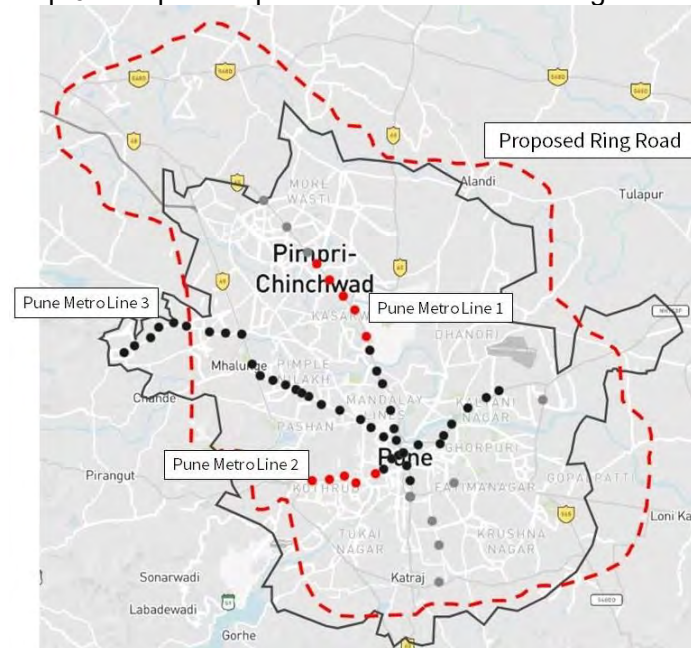 Proposed Ring Road
Alandi
Tulapur
MORE
WASTI
Pimpri-
Chinchwad
Pune Metro Line 3
Pune Metro Line 1
DHANORI
Mhalunge
PIMPLE
Chande
MANDALAY
LINES
KALYANI
NAGAR
PASHAN
Pune
GHORPURI
Pune Metro Line 2
KOTHRUD
FATIMANAGAR
GOPALPATTI
Pirangut
TUKAI
NAGAR
KRUSHNA
NAGAR
Loni Ka
Sonarwadi
Katraj
Labadewadi
Gorhe